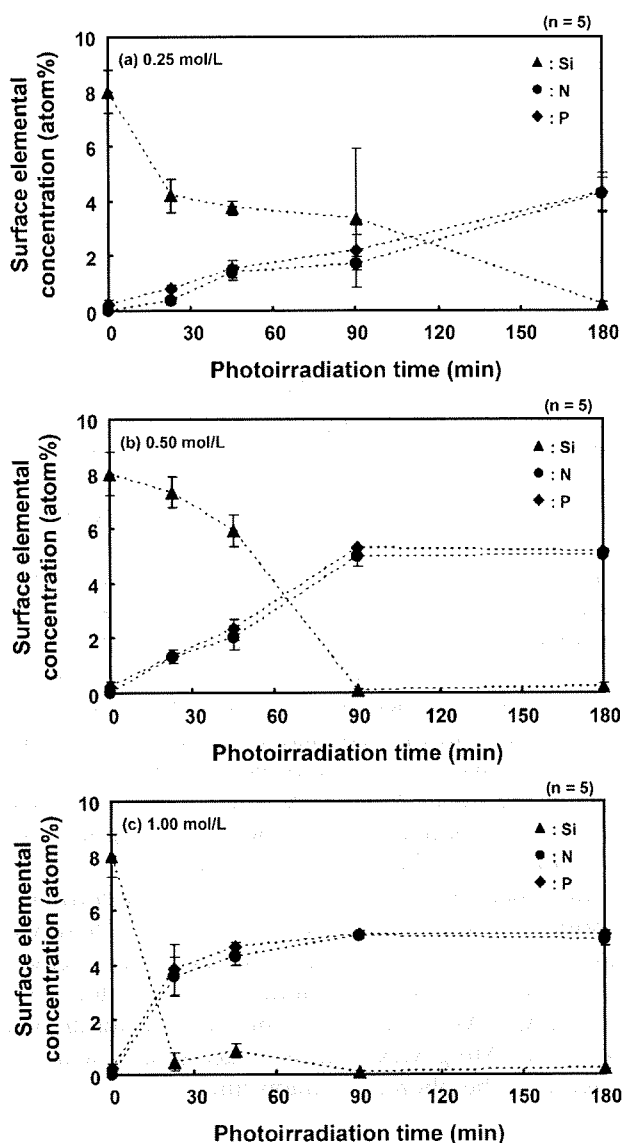 (n = 5)
(a) 0.25 mol/L
▲ : Si
● : N
◆ : P
10
8
6
4
2
0
Surface elemental
concentration (atom%)
0 30 60 90 120 150 180
Photoirradiation time (min)
(n = 5)
(b) 0.50 mol/L
▲ : Si
● : N
◆ : P
10
8
6
4
2
0
Surface elemental
concentration (atom%)
0 30 60 90 120 150 180
Photoirradiation time (min)
(n = 5)
(c) 1.00 mol/L
▲ : Si
● : N
◆ : P
10
8
6
4
2
0
Surface elemental
concentration (atom%)
0 30 60 90 120 150 180
Photoirradiation time (min)